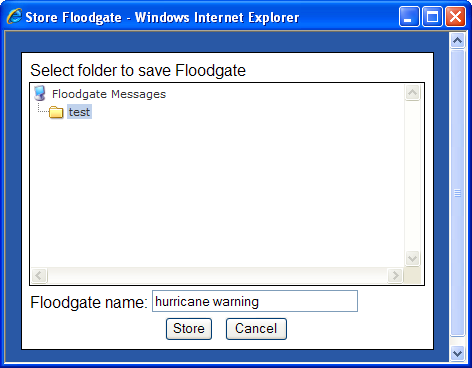 Store Floodgate - Windows Internet Explorer
Select folder to save Floodgate
Floodgate Messages
test
Floodgate name: hurricane warning
Store Cancel